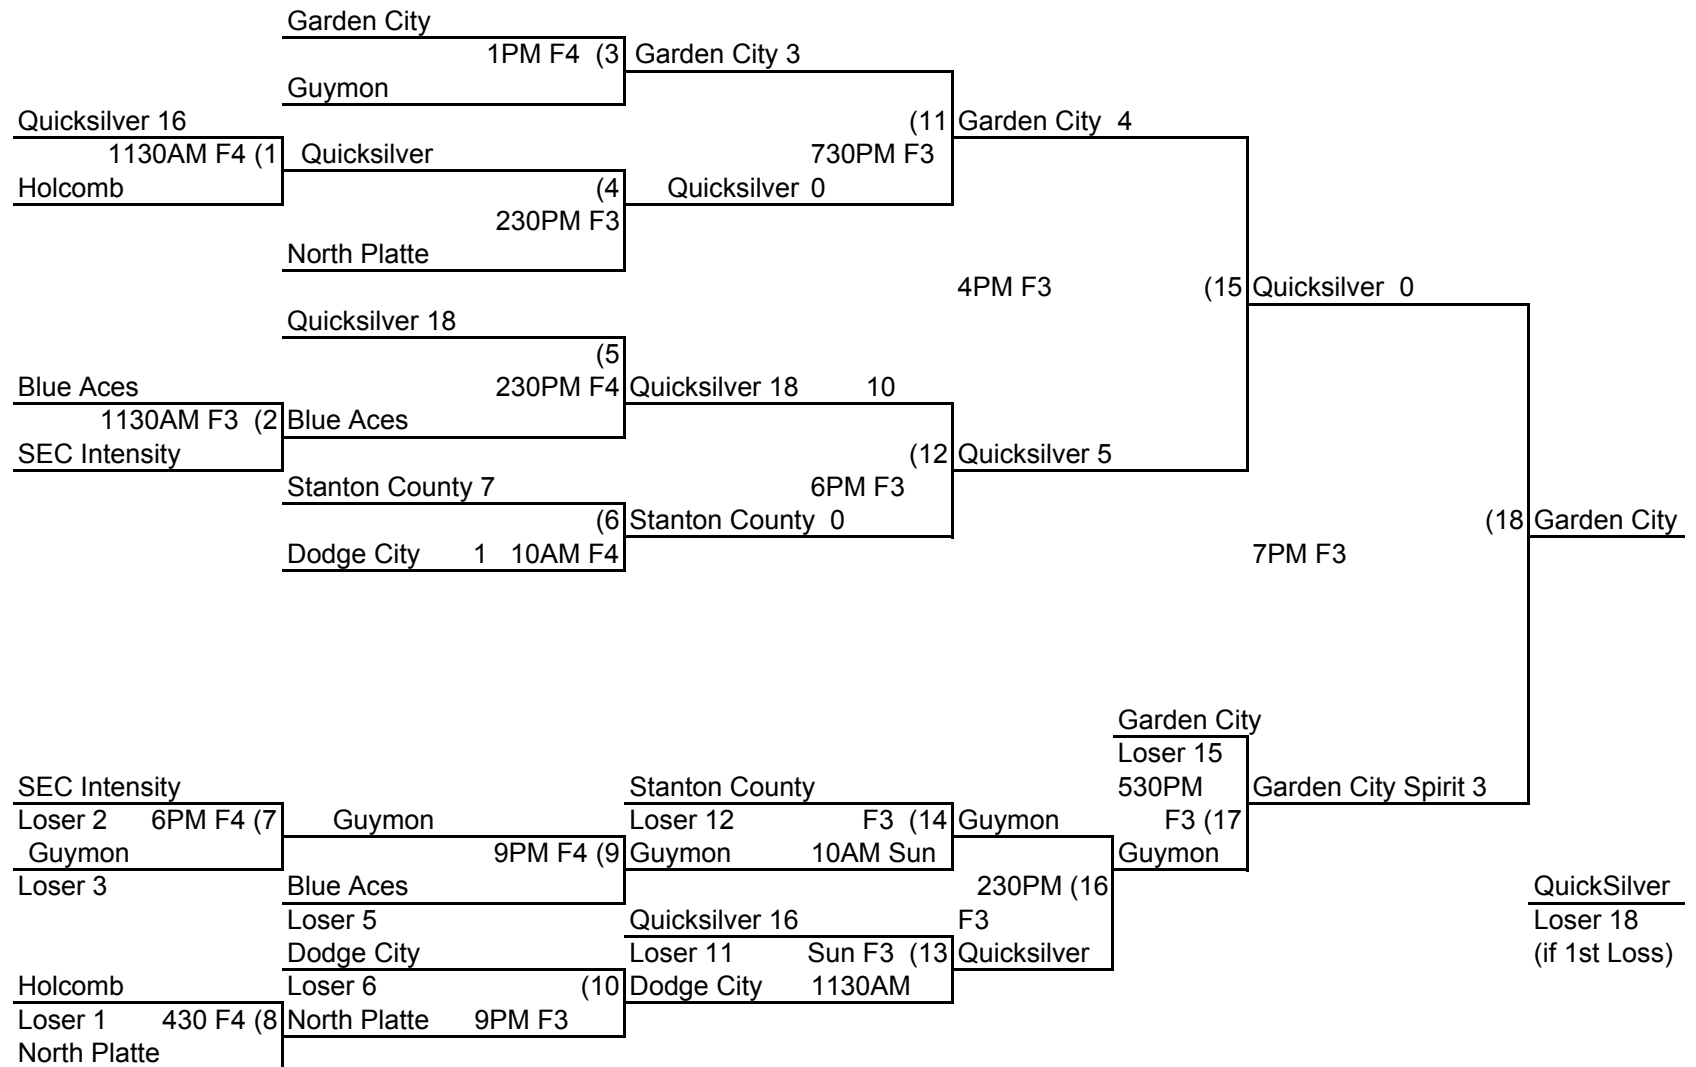 Garden City
1PM F4 (3 Garden City 3
Guymon
Quicksilver 16 (11 Garden City 4
1130AM F4 (1 Quicksilver 730PM F3
Holcomb (4 Quicksilver 0
230PM F3
North Platte
4PM F3 (15 Quicksilver 0
Quicksilver 18
(5
Blue Aces 230PM F4 Quicksilver 18 10
1130AM F3 (2 Blue Aces
SEC Intensity (12 Quicksilver 5
Stanton County 7 6PM F3
(6 Stanton County 0 (18 Garden City
Dodge City 1 10AM F4 7PM F3
Garden City
Loser 15
SEC Intensity Stanton County 530PM Garden City Spirit 3
Loser 2 6PM F4 (7 Guymon Loser 12 F3 (14 Guymon F3 (17
Guymon 9PM F4 (9 Guymon 10AM Sun Guymon
Loser 3 Blue Aces 230PM (16 QuickSilver
Loser 5 Quicksilver 16 F3 Loser 18
Dodge City Loser 11 Sun F3 (13 Quicksilver (if 1st Loss)
Holcomb Loser 6 (10 Dodge City 1130AM
Loser 1 430 F4 (8 North Platte 9PM F3
North Platte